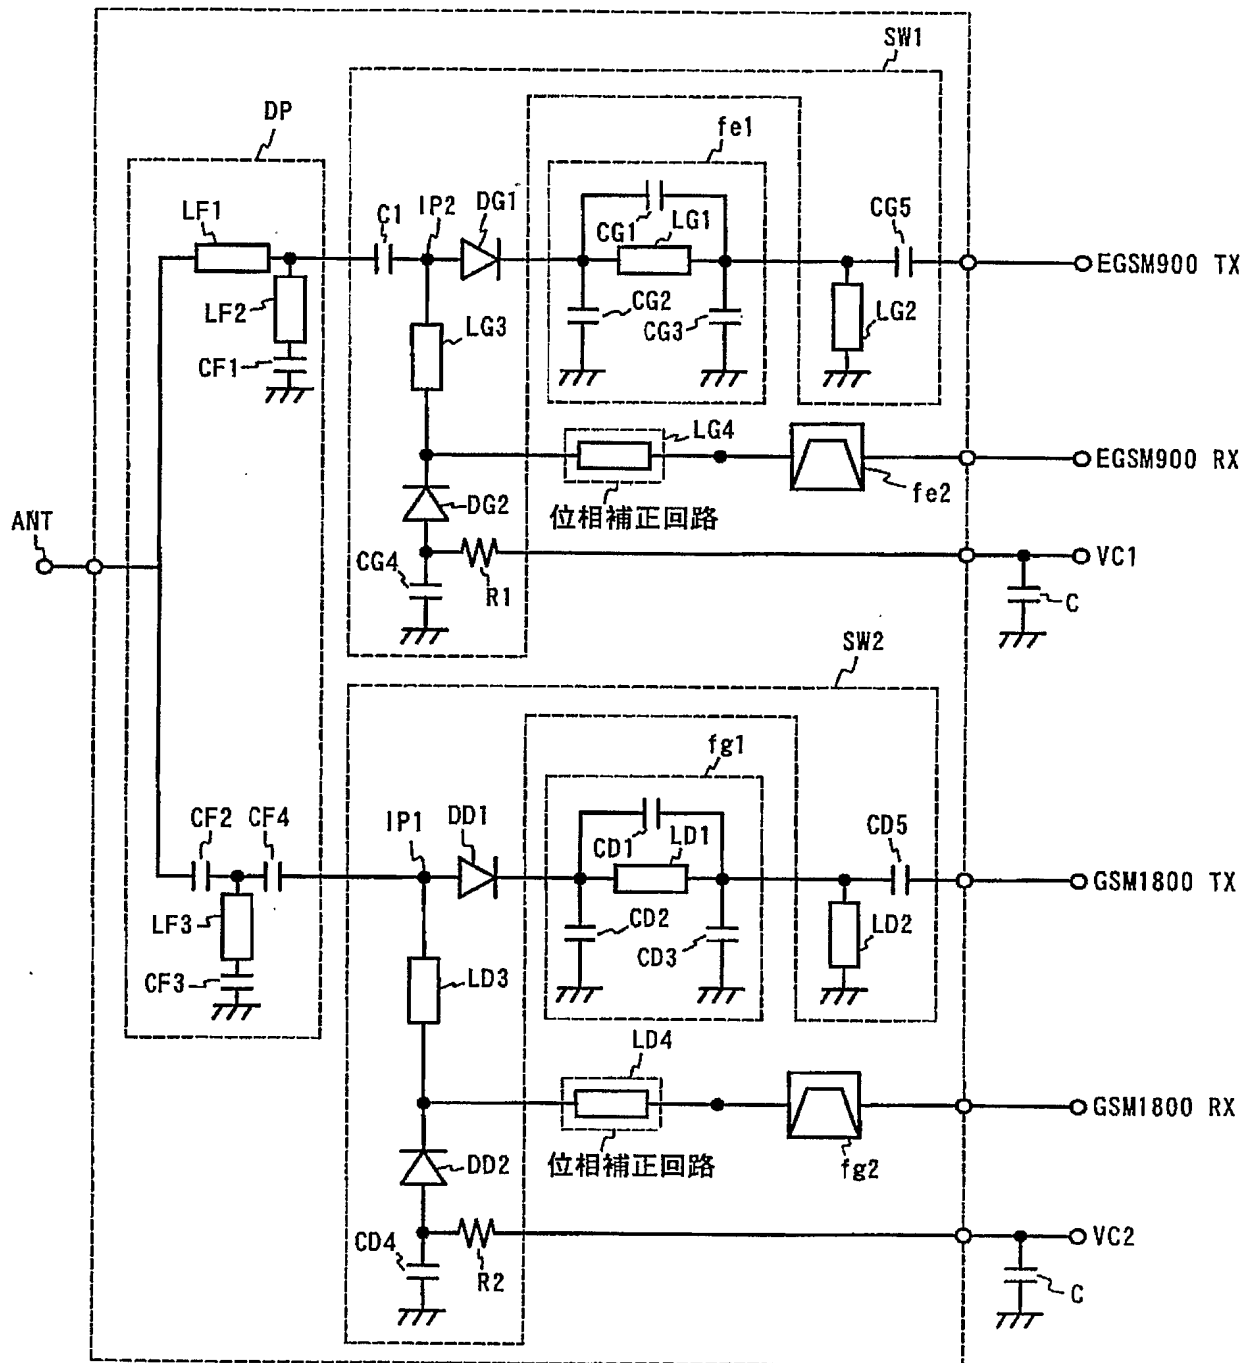 SW1
DP
fe1
LF1
C1
IP2
DG1
CG1
LG1
CG5
EGSM900 TX
LF2
CG2
CG3
LG2
LG3
CF1
LG4
EGSM900 RX
fe2
DG2
位相補正回路
ANT
CG4
R1
VC1
C
SW2
fg1
CF2
CF4
IP1
DD1
CD1
LD1
CD5
GSM1800 TX
LF3
CD2
CD3
LD2
CF3
LD3
LD4
GSM1800 RX
DD2
位相補正回路
fg2
CD4
R2
VC2
C